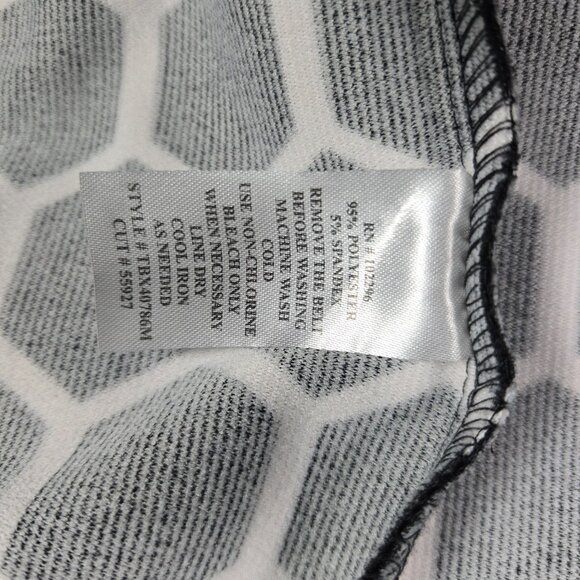 RN# 102296
95% POLYESTER
5% SPANDEX
REMOVE THE BELT
BEFORE WASHING
MACHINE WASH
COLD
USE NON-CHLORINE
BLEACH ONLY
WHEN NECESSARY
LINE DRY
COOL IRON
AS NEEDED
STYLE # TBX40786M
CUT # 55927